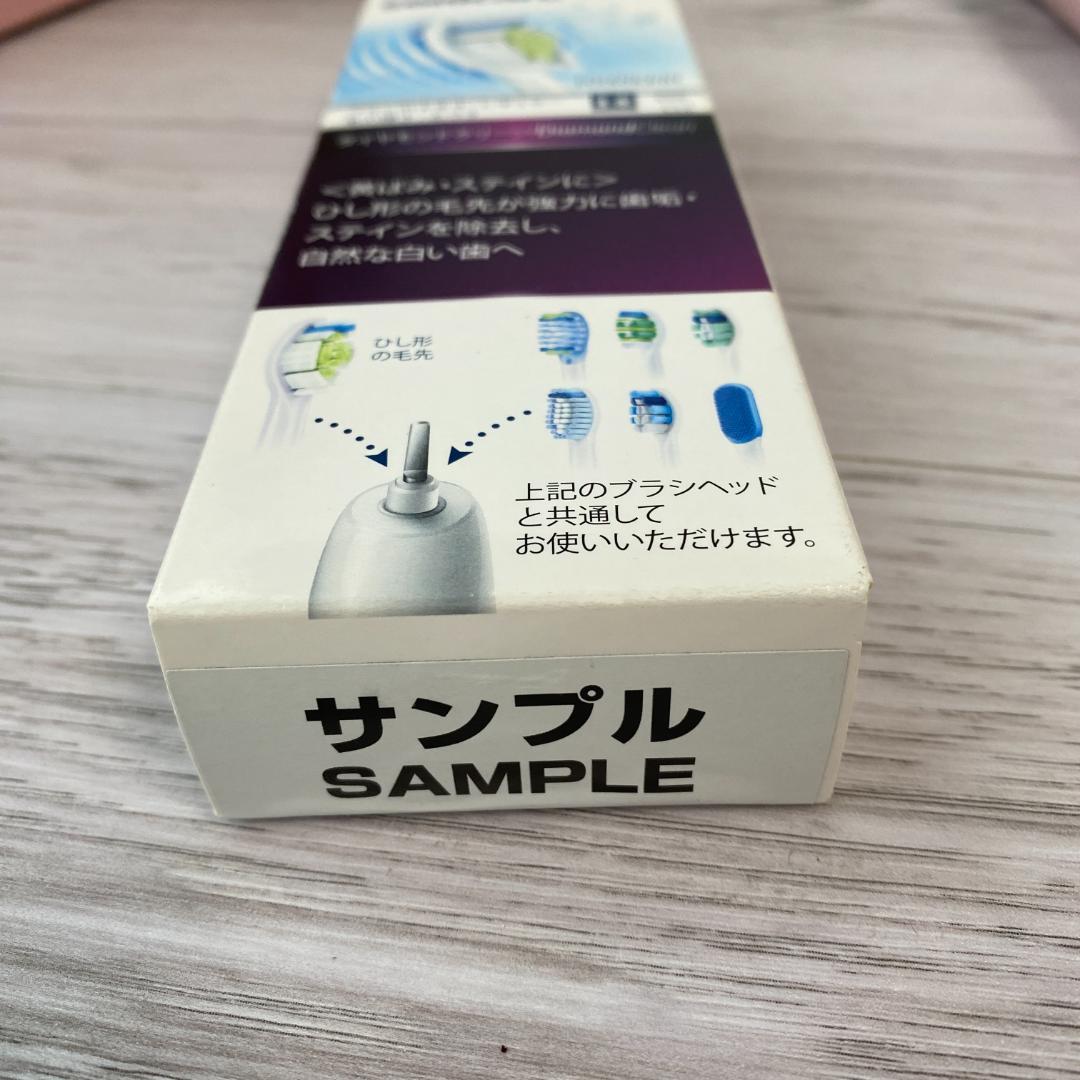 <黄ばみ・ステインに>
ひし形の毛先が強力に歯垢・
ステインを除去し、
自然な白い歯へ
ひし形
の毛先
上記のブラシヘッド
と共通して
お使いいただけます。
サンプル
SAMPLE